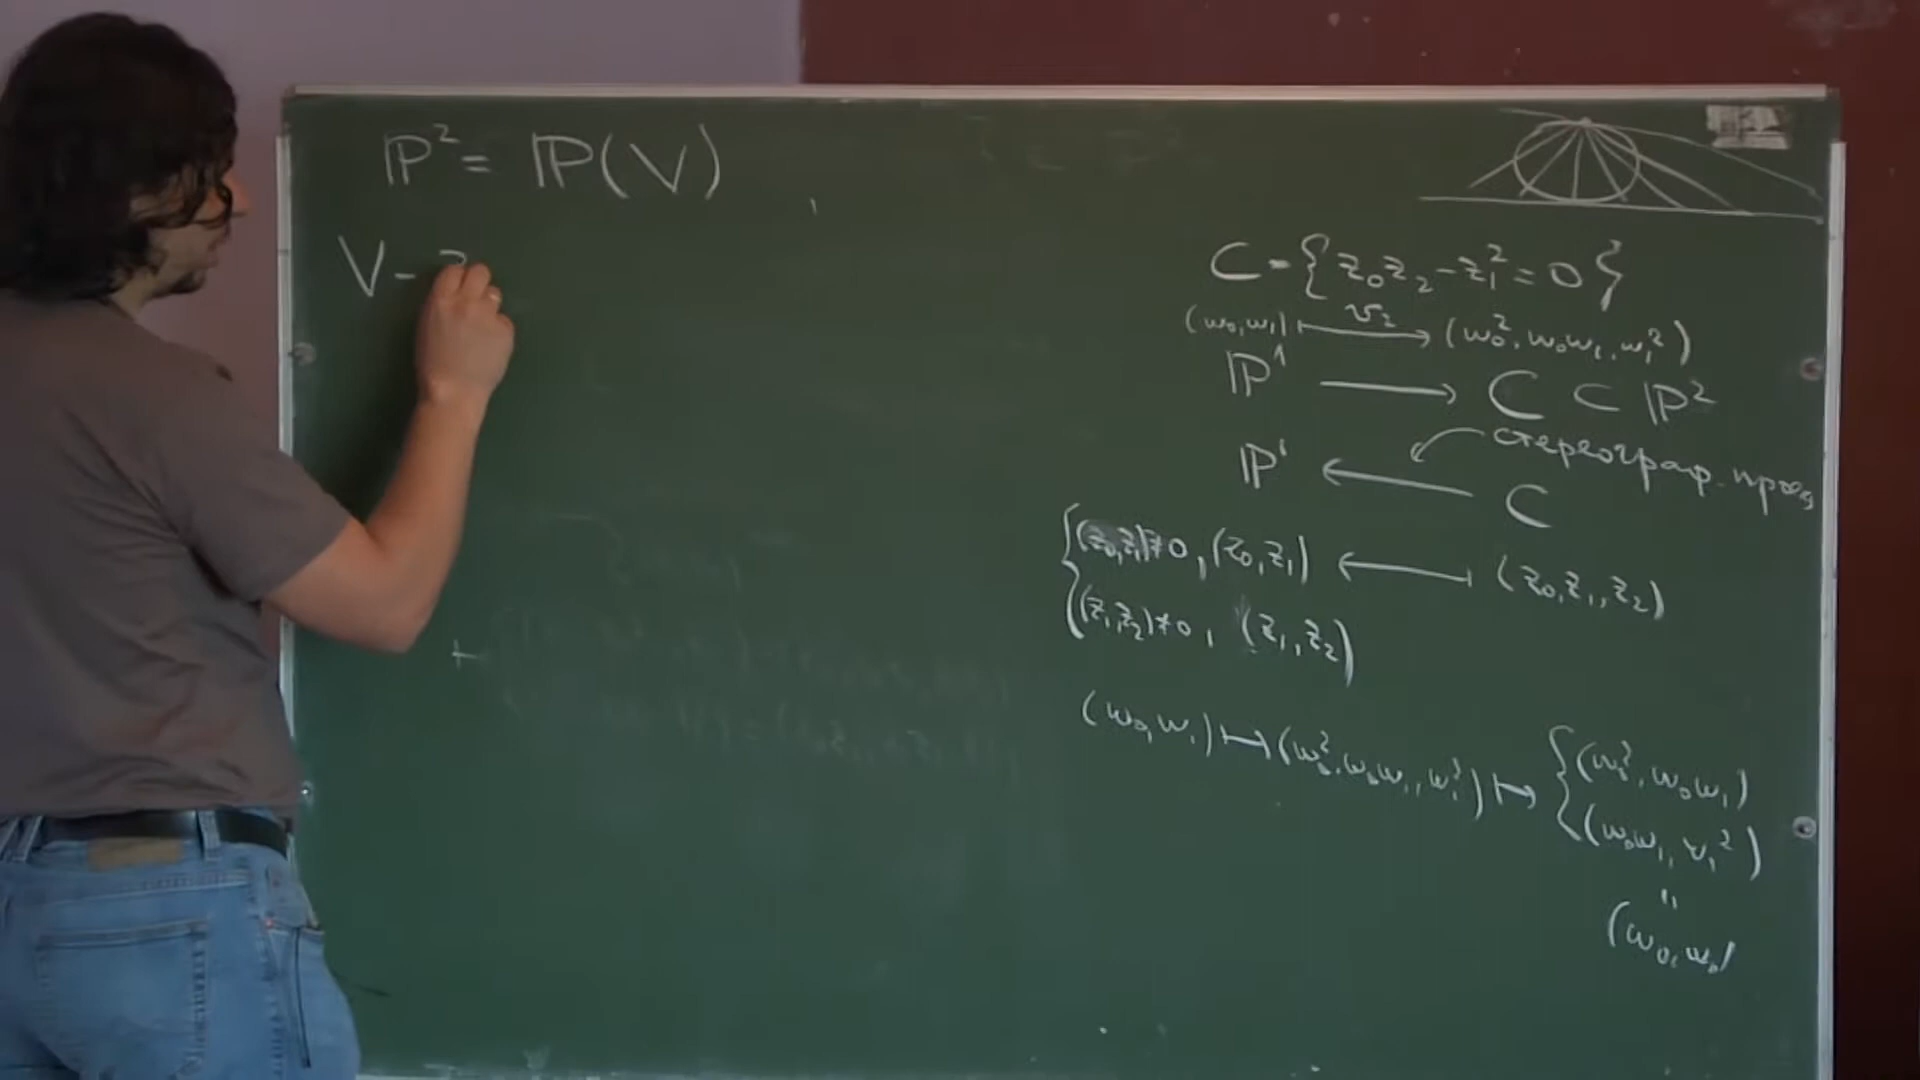 ℙ² = ℙ(V)
V -
C = { z₀z₂ - z₁² = 0 }
(w₀, w₁) ⟼ (w₀², w₀w₁, w₁²)
v₂
ℙ¹ ⟶ C ⊂ ℙ²
стереограф. проек
ℙ¹ ⟵ C
{ (z₀, z₁) ≠ 0, (z₀, z₁) ⟻ (z₀, z₁, z₂)
(z₁, z₂) ≠ 0, (z₁, z₂)
(w₀, w₁) ⟼ (w₀², w₀w₁, w₁²) ⟼ { (w₀², w₀w₁)
(w₀w₁, w₁²)
"
(w₀,